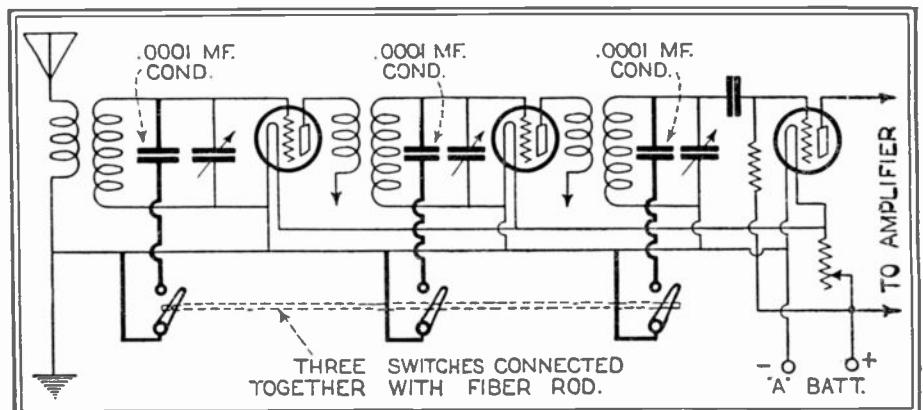 .0001 MF.
COND.
.0001 MF.
COND.
.0001 MF.
COND.
TO AMPLIFIER
THREE SWITCHES CONNECTED
TOGETHER WITH FIBER ROD.
- +
"A" BATT.